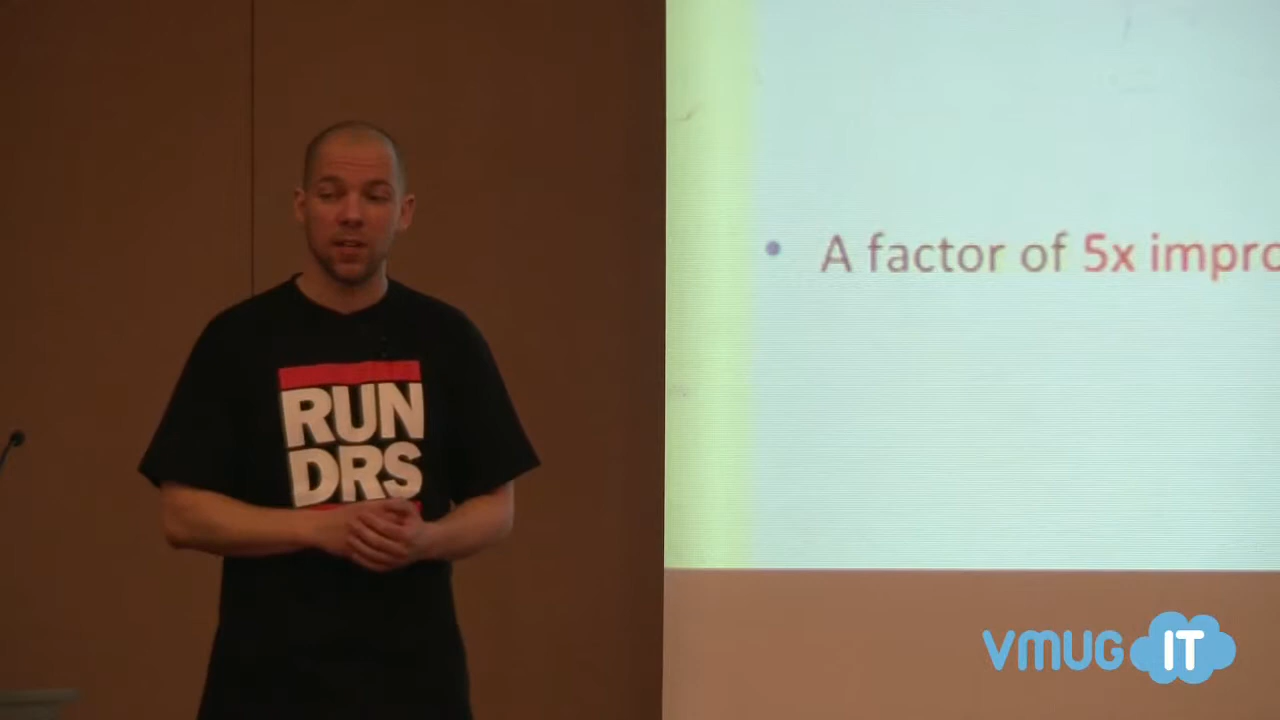 RUN
DRS
• A factor of 5x impro
VMUG IT